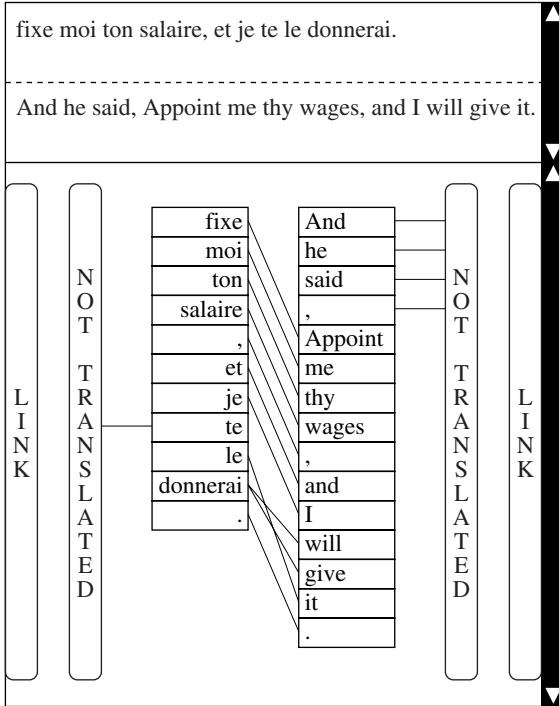 fixe moi ton salaire, et je te le donnerai.
And he said, Appoint me thy wages, and I will give it.
LINK
NOT TRANSLATED
fixe
moi
ton
salaire
,
et
je
te
le
donnerai
.
And
he
said
,
Appoint
me
thy
wages
,
and
I
will
give
it
.
NOT TRANSLATED
LINK